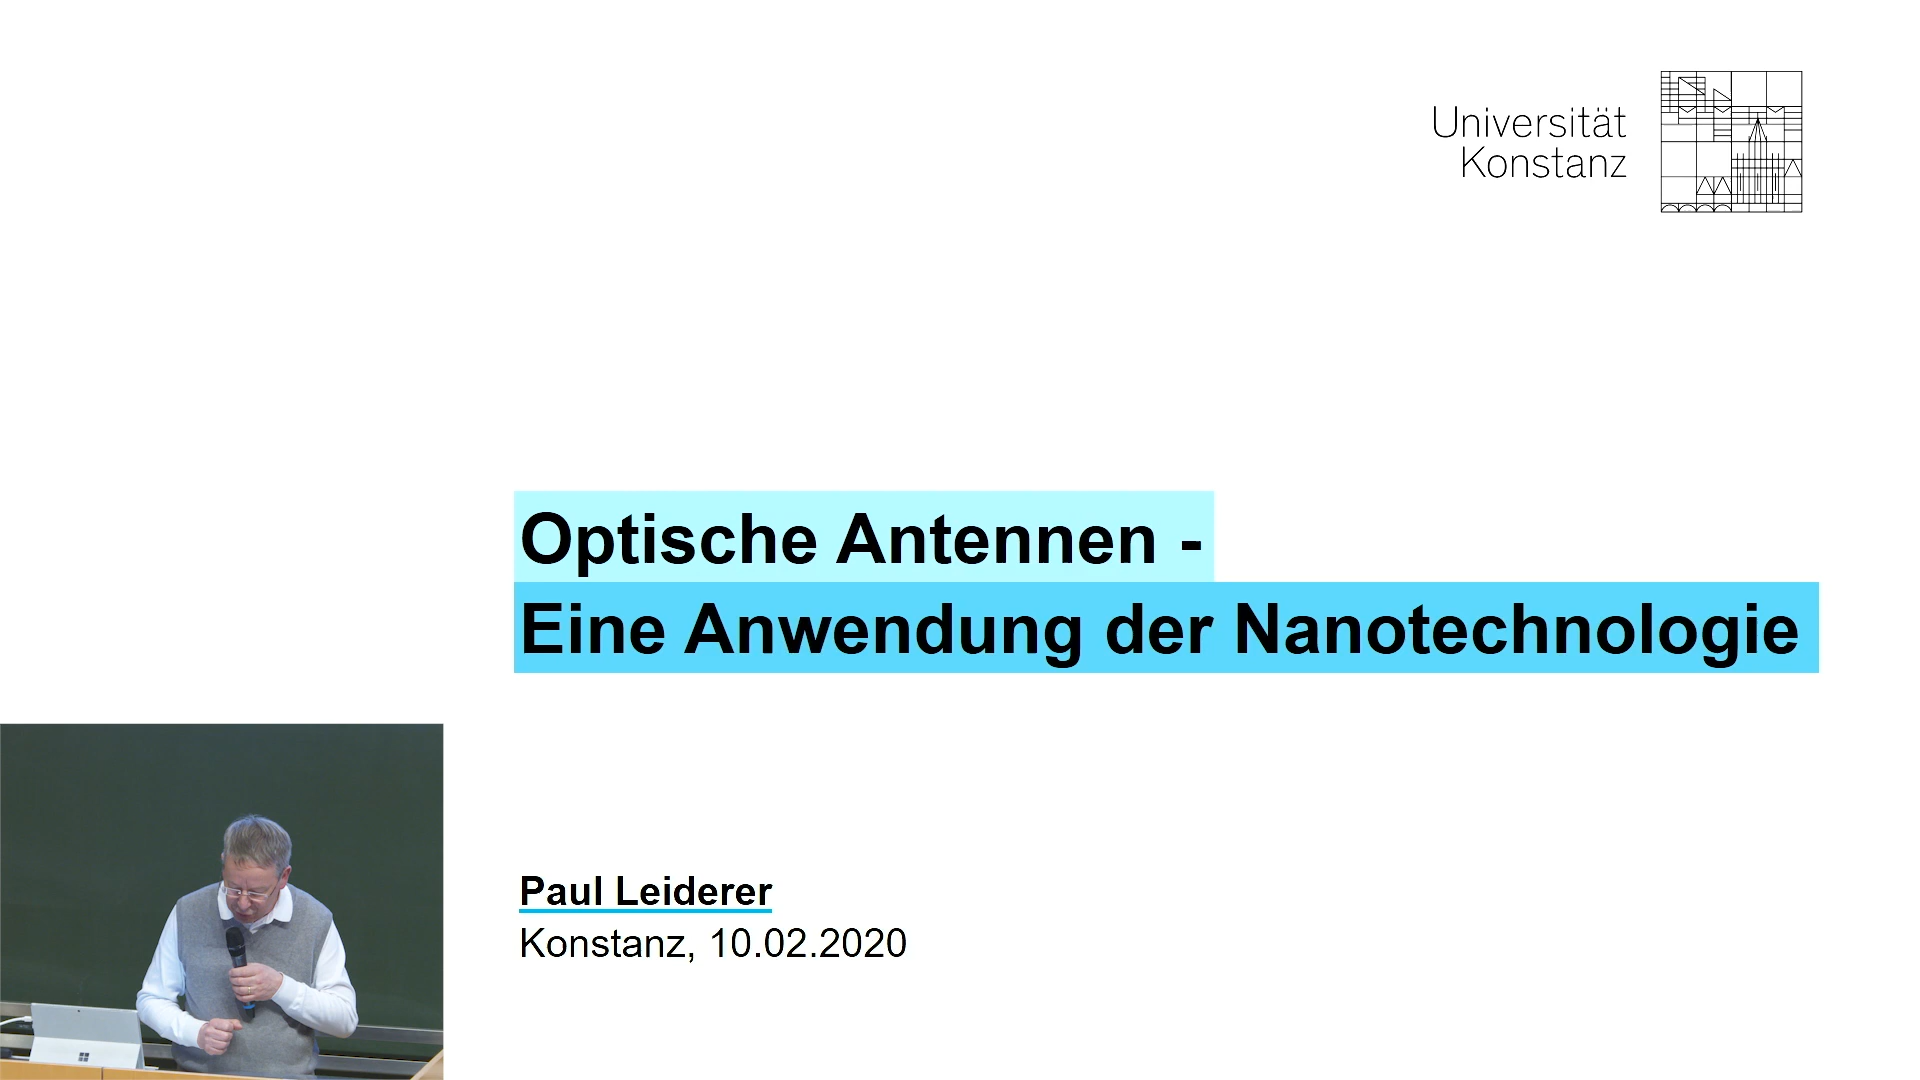 Universität
Konstanz
Optische Antennen -
Eine Anwendung der Nanotechnologie
Paul Leiderer
Konstanz, 10.02.2020